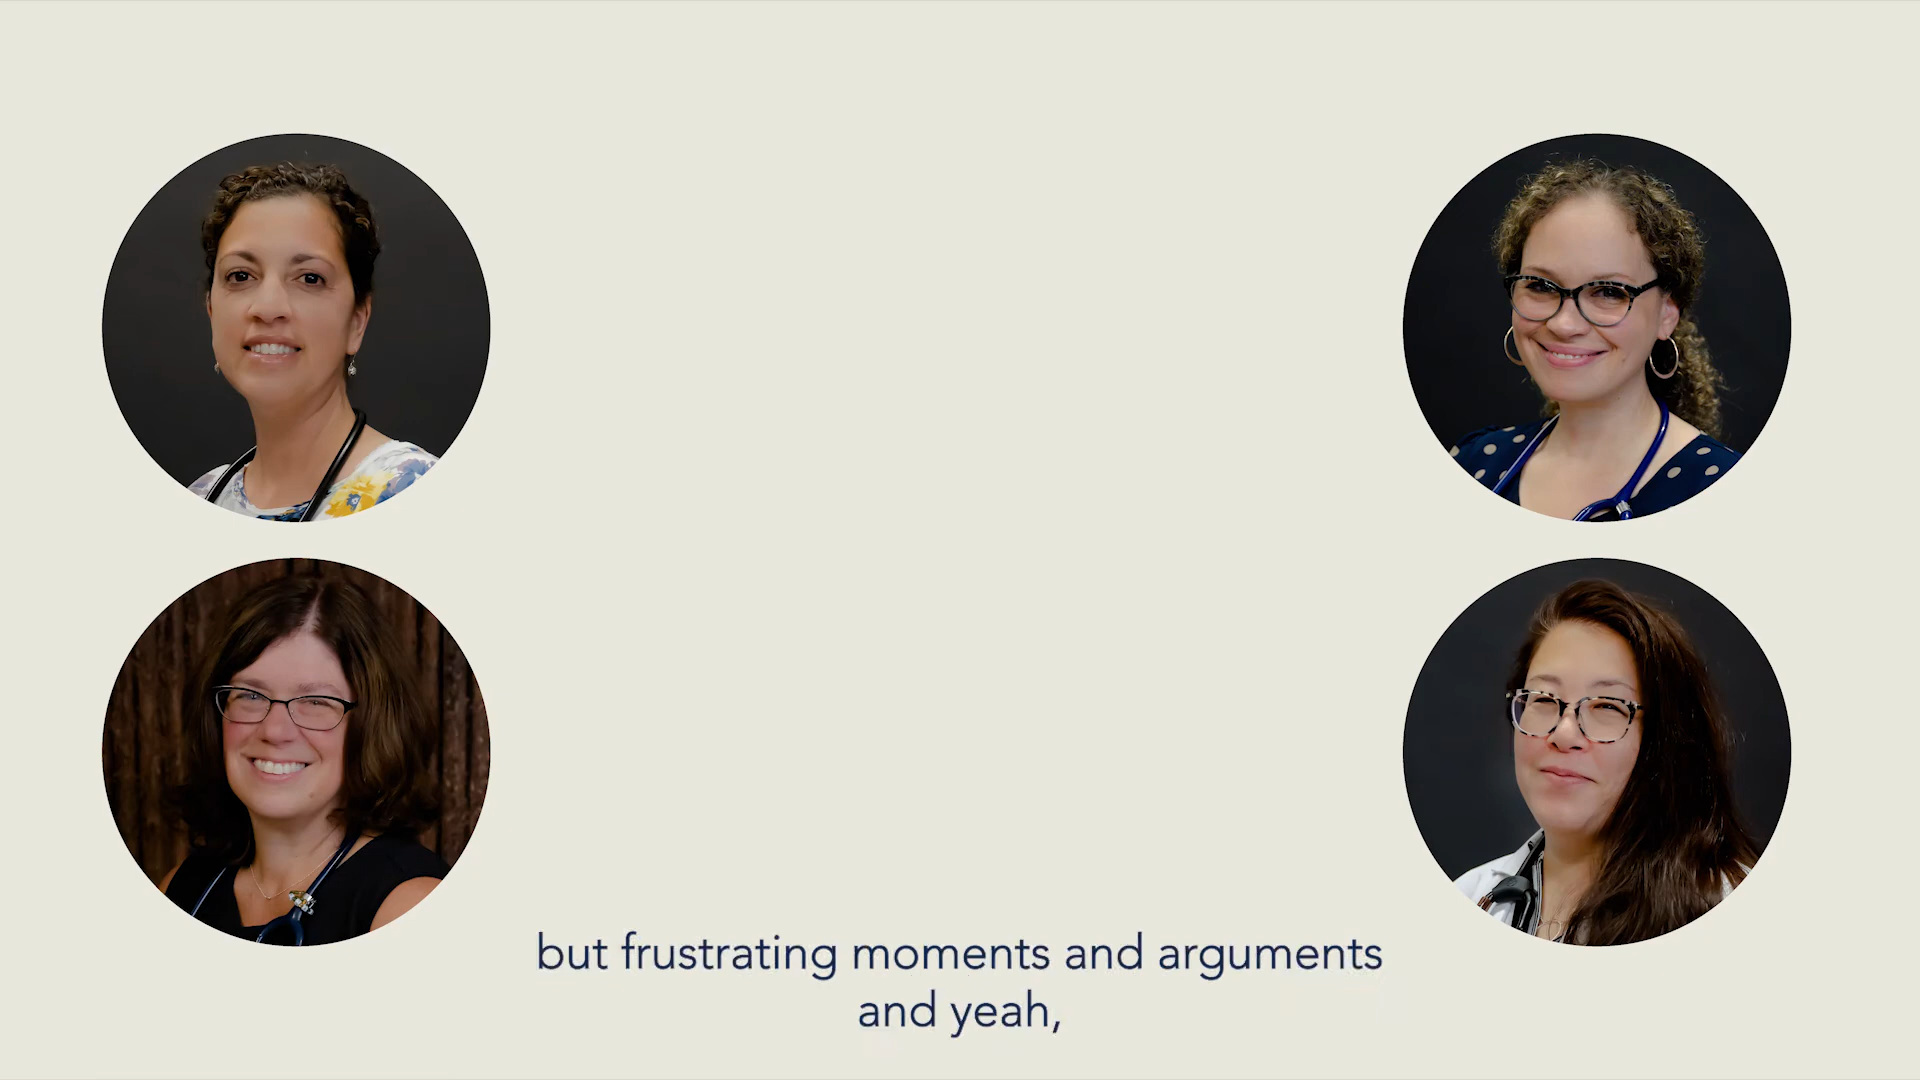 but frustrating moments and arguments
and yeah,